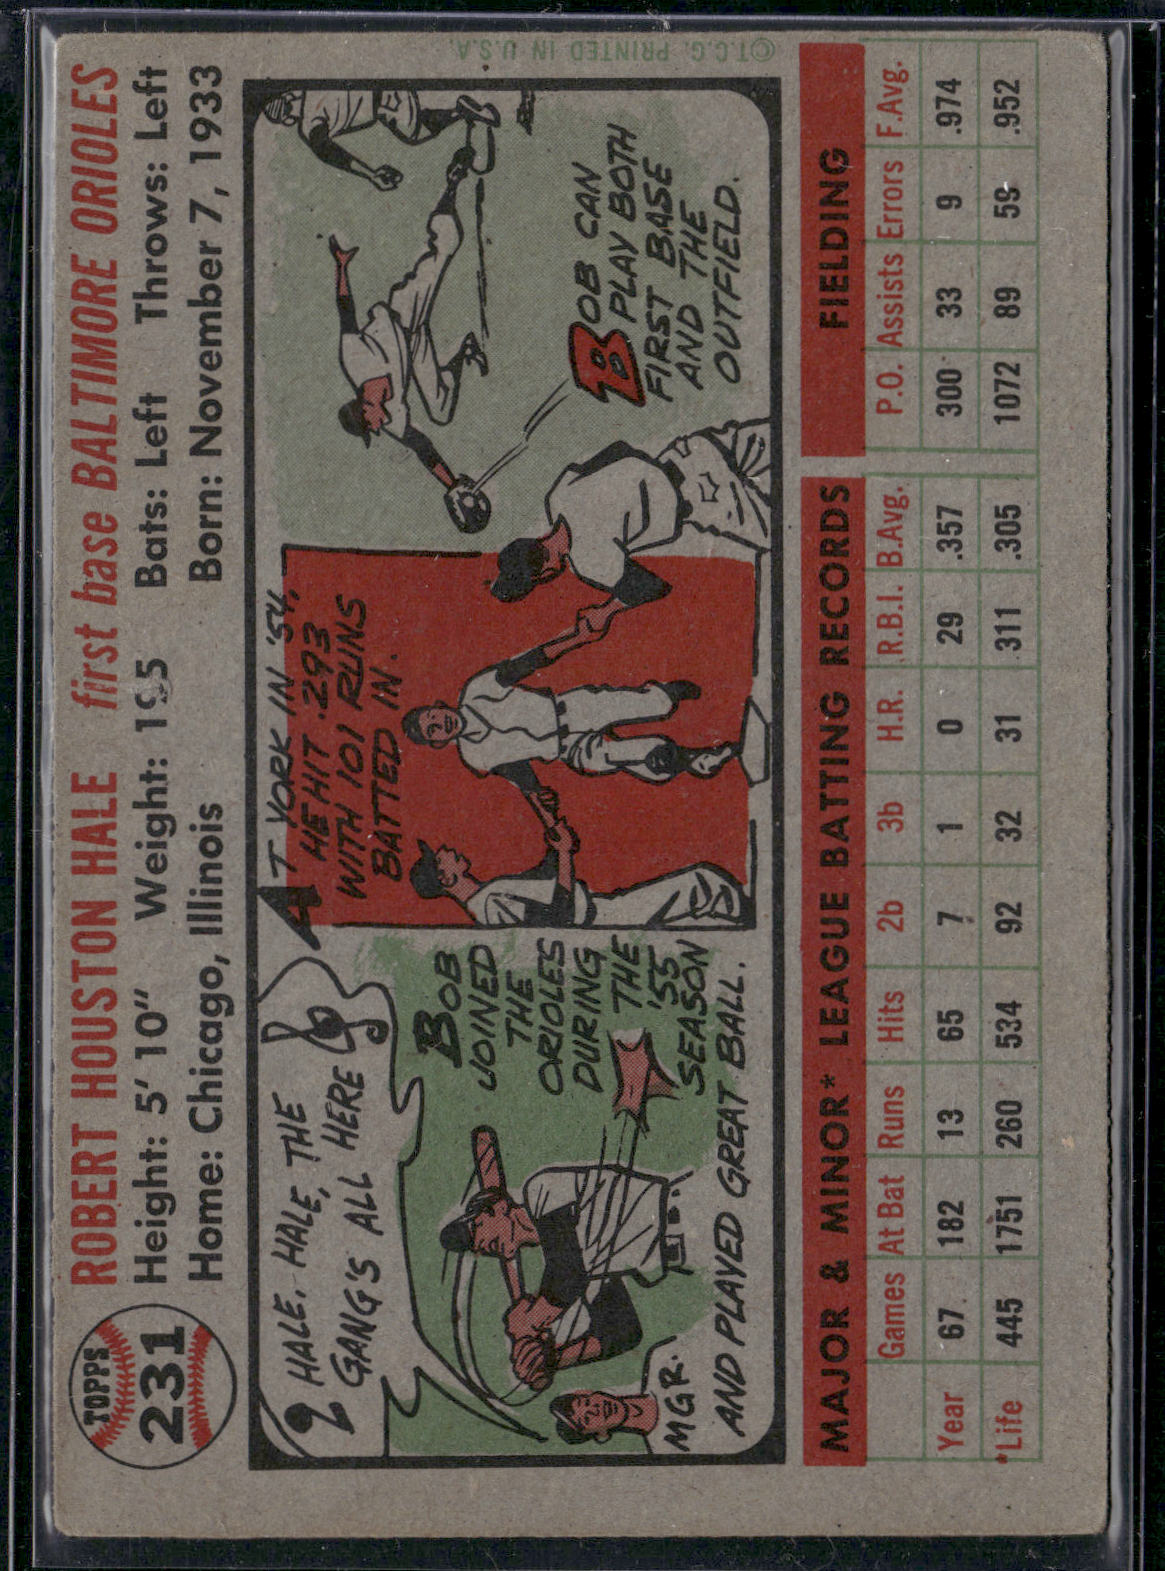 TOPPS
231
ROBERT HOUSTON HALE first base BALTIMORE ORIOLES
Height: 5' 10" Weight: 195 Bats: Left Throws: Left
Home: Chicago, Illinois Born: November 7, 1933
HALE, HALE, THE
GANG'S ALL HERE
MGR.
BOB
JOINED
THE
ORIOLES
DURING
THE
'55
SEASON
AND PLAYED GREAT BALL.
AT YORK IN '54,
HE HIT .293
WITH 101 RUNS
BATTED IN.
BOB CAN
PLAY BOTH
FIRST BASE
AND THE
OUTFIELD.
MAJOR & MINOR* LEAGUE BATTING RECORDS FIELDING
Games At Bat Runs Hits 2b 3b H.R. R.B.I. B.Avg. P.O. Assists Errors F.Avg.
Year 67 182 13 65 7 1 0 29 .357 300 33 9 .974
*Life 445 1751 260 534 92 32 31 311 .305 1072 89 59 .952
©T.C.G. PRINTED IN U.S.A.